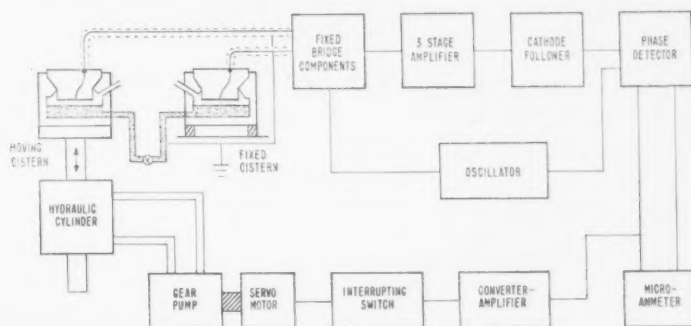 FIXED
BRIDGE
COMPONENTS
5 STAGE
AMPLIFIER
CATHODE
FOLLOWER
PHASE
DETECTOR
MOVING
CISTERN
FIXED
CISTERN
OSCILLATOR
HYDRAULIC
CYLINDER
GEAR
PUMP
SERVO
MOTOR
INTERRUPTING
SWITCH
CONVERTER-
AMPLIFIER
MICRO-
AMMETER